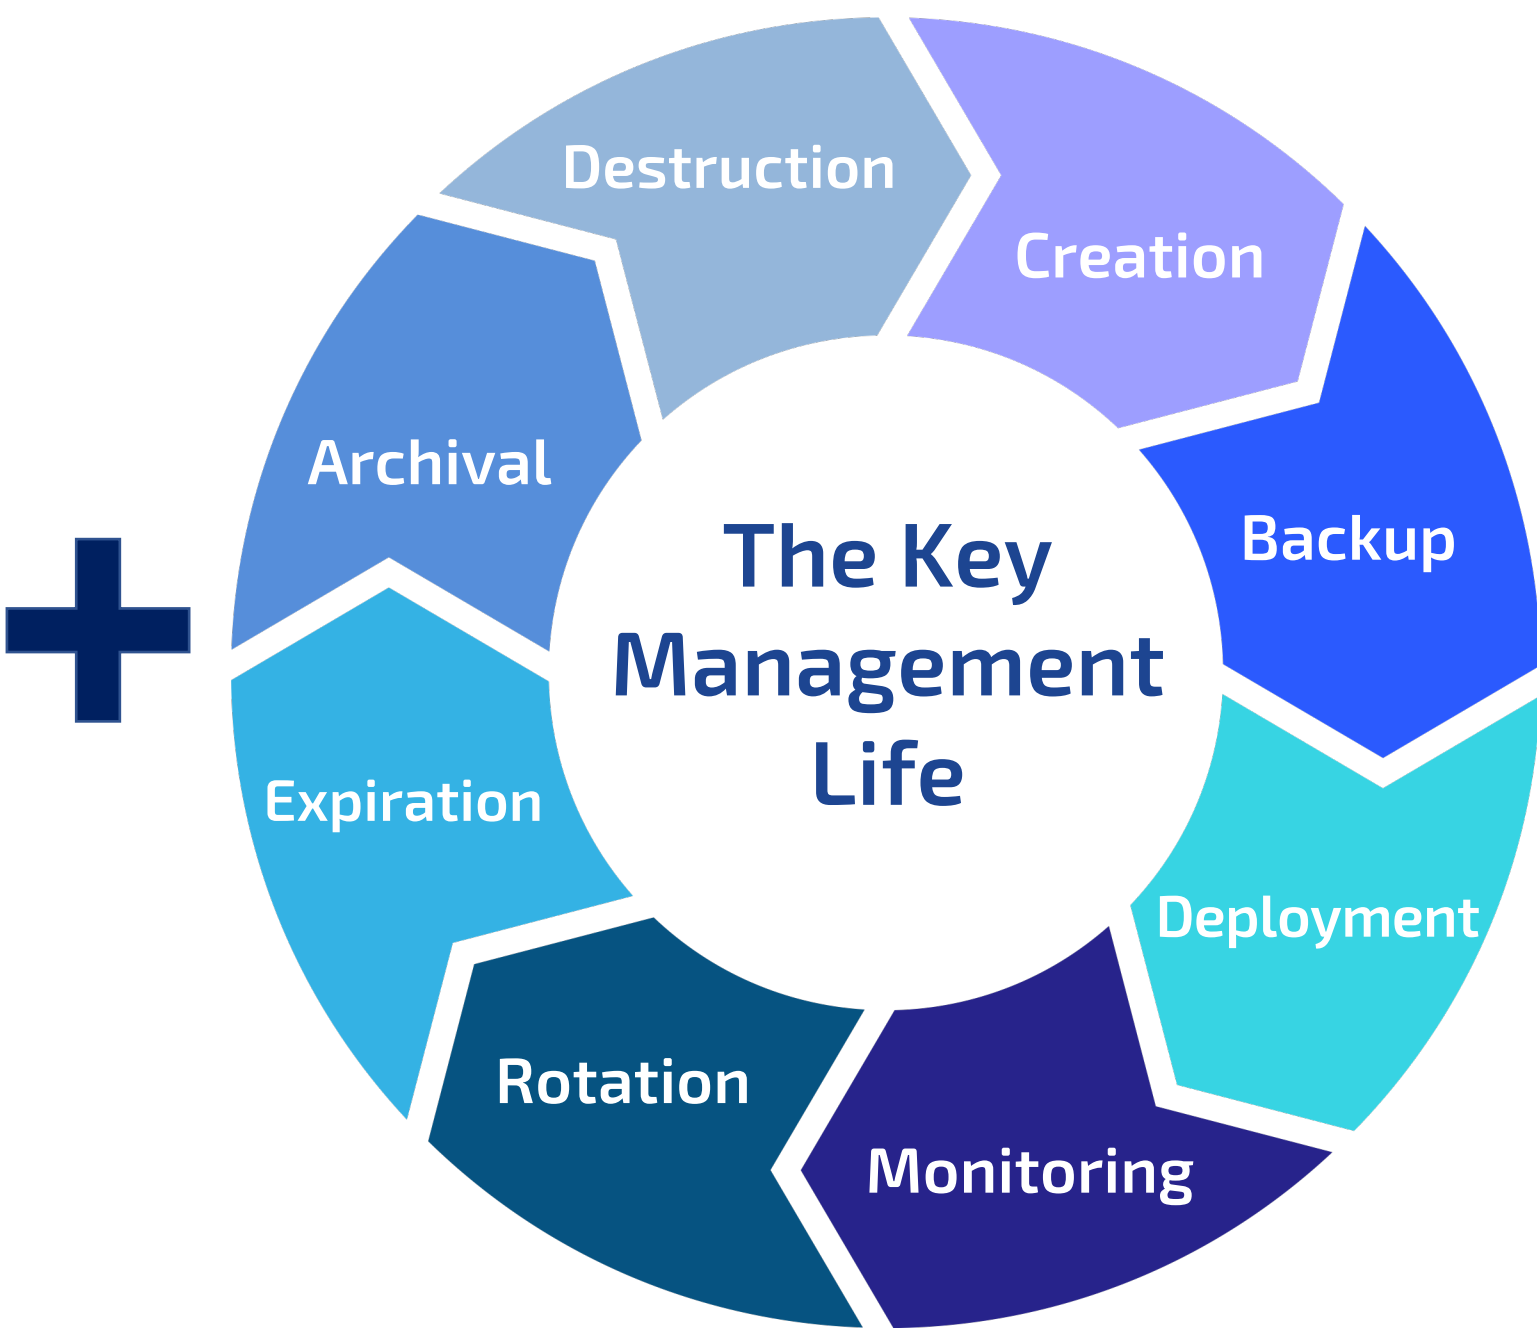 Destruction
Creation
Archival
Backup
The Key
Management
Life
Expiration
Deployment
Rotation
Monitoring